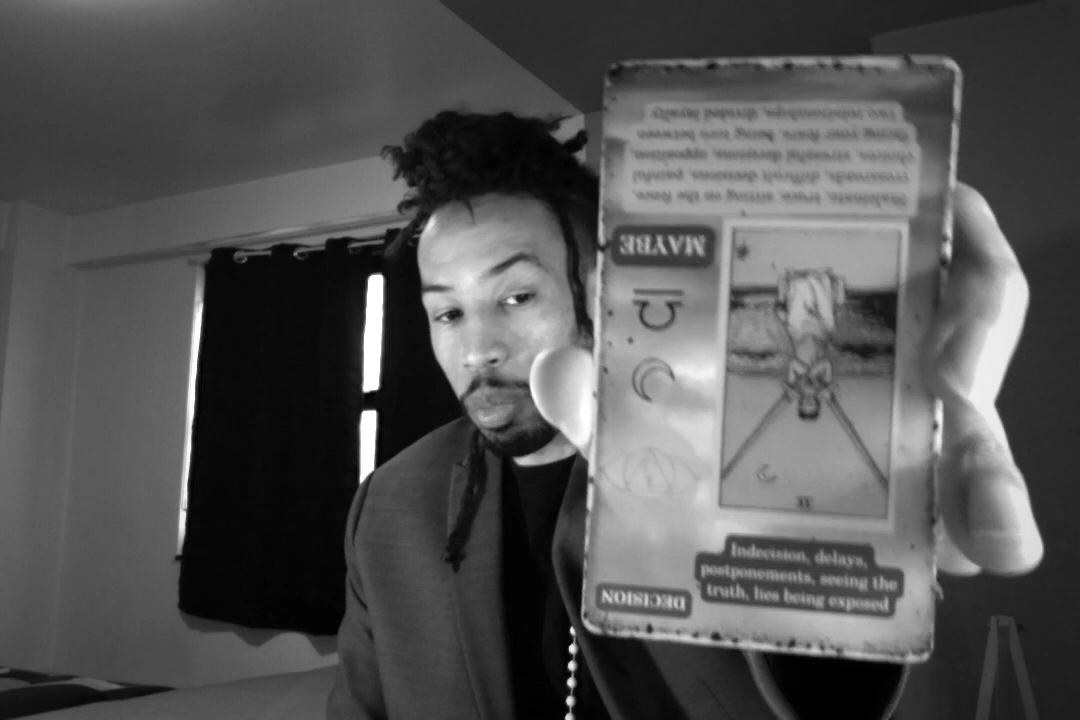 Stalemate, truce, sitting on the fence,
crossroads, difficult decisions, painful
choices, stressful decisions, opposition,
facing your fears, being torn between
two relationships, divided loyalty
MAYBE
II
Indecision, delays,
postponements, seeing the
truth, lies being exposed
DECISION